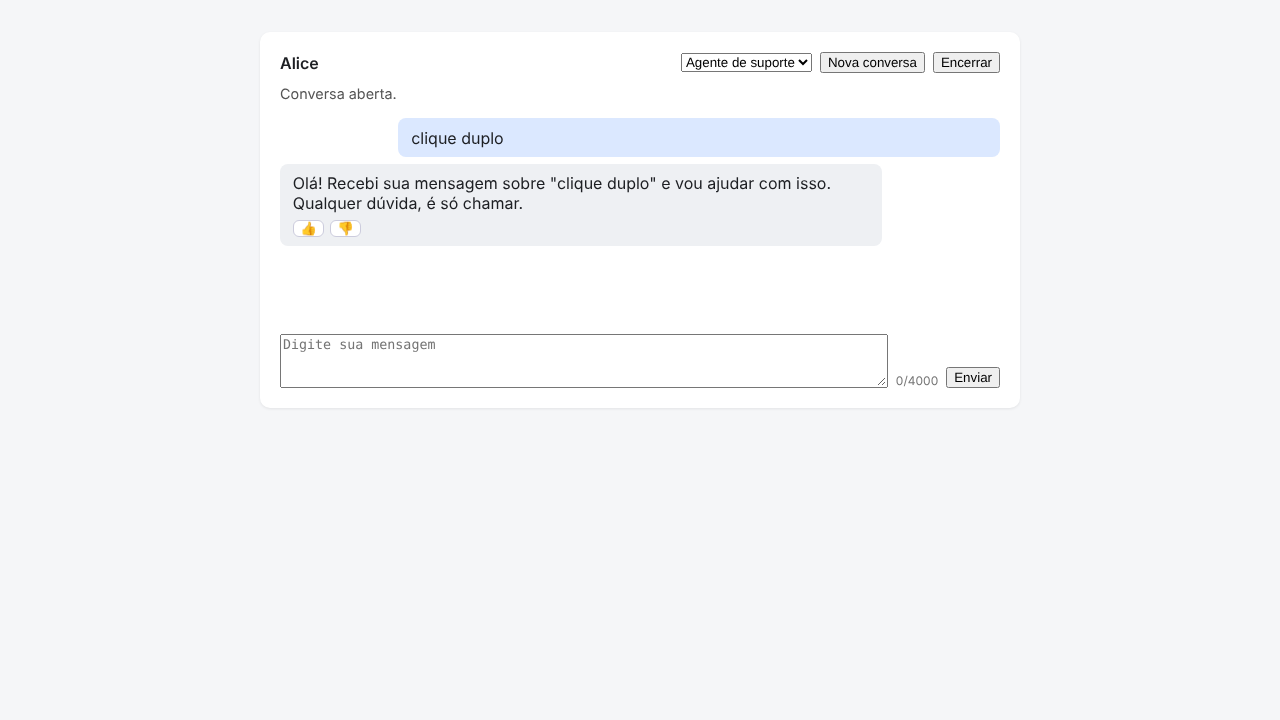 Alice
Agente de suporte
Nova conversa
Encerrar
Conversa aberta.
clique duplo
Olá! Recebi sua mensagem sobre "clique duplo" e vou ajudar com isso.
Qualquer dúvida, é só chamar.
👍 👎
Digite sua mensagem
0/4000
Enviar